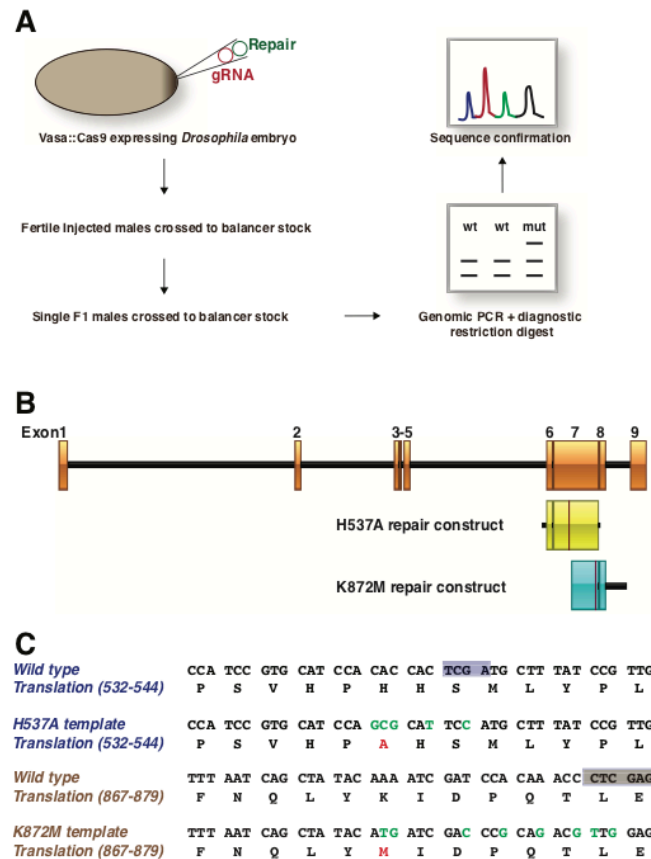 A
Repair
gRNA
Vasa::Cas9 expressing Drosophila embryo
Fertile Injected males crossed to balancer stock
Single F1 males crossed to balancer stock
Sequence confirmation
wt wt mut
Genomic PCR + diagnostic
restriction digest
B
Exon1 2 3-5 6 7 8 9
H537A repair construct
K872M repair construct
C
Wild type CCA TCC GTG CAT CCA CAC CAC TCG ATG CTT TAT CCG TTG
Translation (532-544) P S V H P H H S M L Y P L
H537A template CCA TCC GTG CAT CCA GCG CAT TCC ATG CTT TAT CCG TTG
Translation (532-544) P S V H P A H S M L Y P L
Wild type TTT AAT CAG CTA TAC AAA ATC GAT CCA CAA ACC CTC GAG
Translation (867-879) F N Q L Y K I D P Q T L E
K872M template TTT AAT CAG CTA TAC ATG ATC GAC CCG CAG ACG TTG GAG
Translation (867-879) F N Q L Y M I D P Q T L E